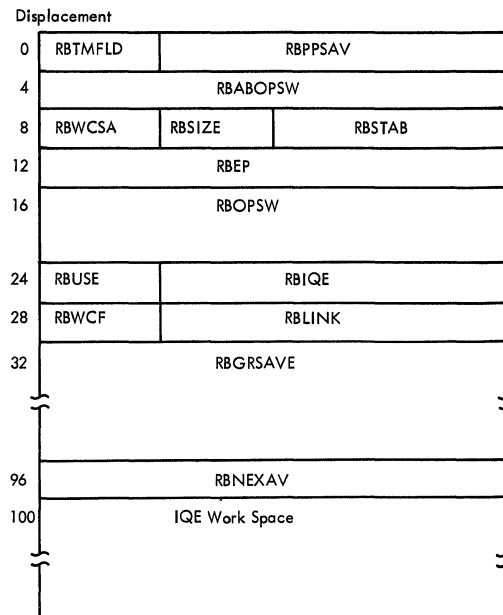 Displacement
0 RBTMFLD RBPPSAV
4 RBABOPSW
8 RBWCSA RBSIZE RBSTAB
12 RBEP
16 RBOPSW
24 RBUSE RBIQE
28 RBWCF RBLINK
32 RBGRSAVE
96 RBNEXAV
100 IQE Work Space